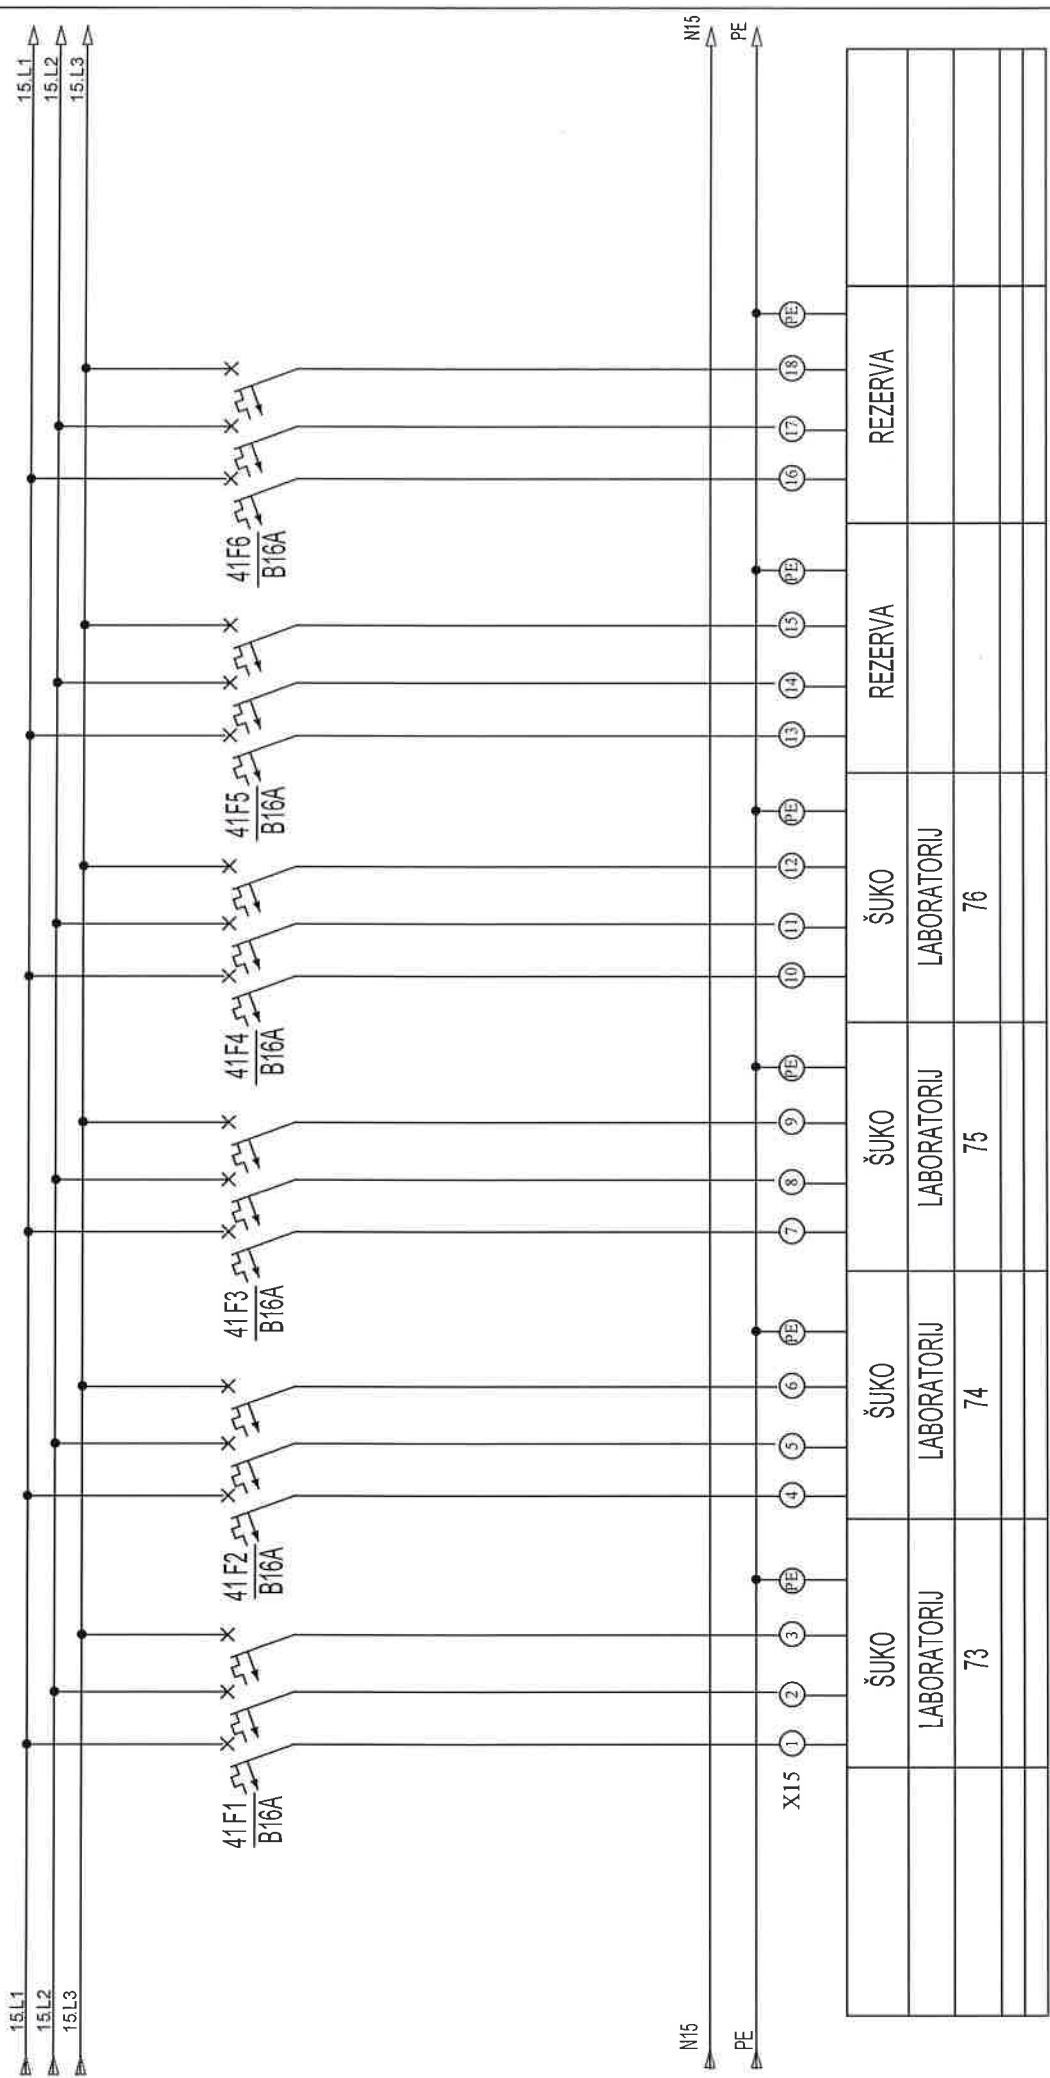 15.L1
15.L2
15.L3
15.L1
15.L2
15.L3
41F1
B16A
41F2
B16A
41F3
B16A
41F4
B16A
41F5
B16A
41F6
B16A
N15
N15
PE
PE
X15
1 2 3 PE 4 5 6 PE 7 8 9 PE 10 11 12 PE 13 14 15 PE 16 17 18 PE
ŠUKO ŠUKO ŠUKO ŠUKO REZERVA REZERVA
LABORATORIJ LABORATORIJ LABORATORIJ LABORATORIJ
73 74 75 76